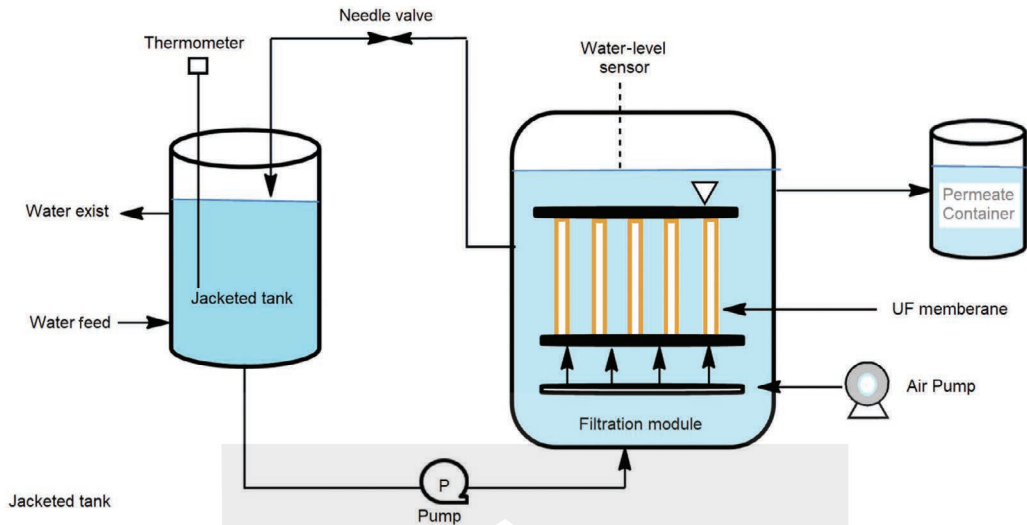 Needle valve
Thermometer
Water-level
sensor
Permeate
Container
Water exist
Jacketed tank
Water feed
UF memberane
Air Pump
Filtration module
P
Pump
Jacketed tank